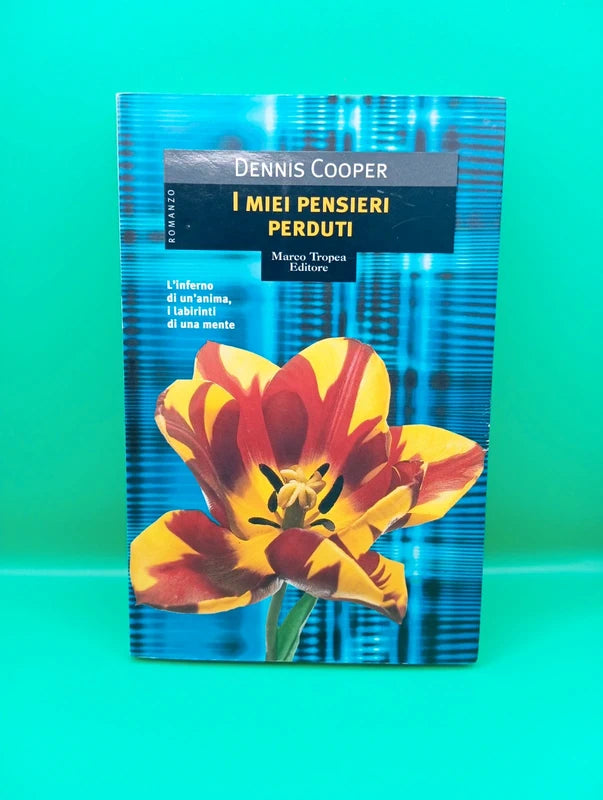 DENNIS COOPER
ROMANZO
I MIEI PENSIERI
PERDUTI
Marco Tropea
Editore
L'inferno
di un'anima,
i labirinti
di una mente